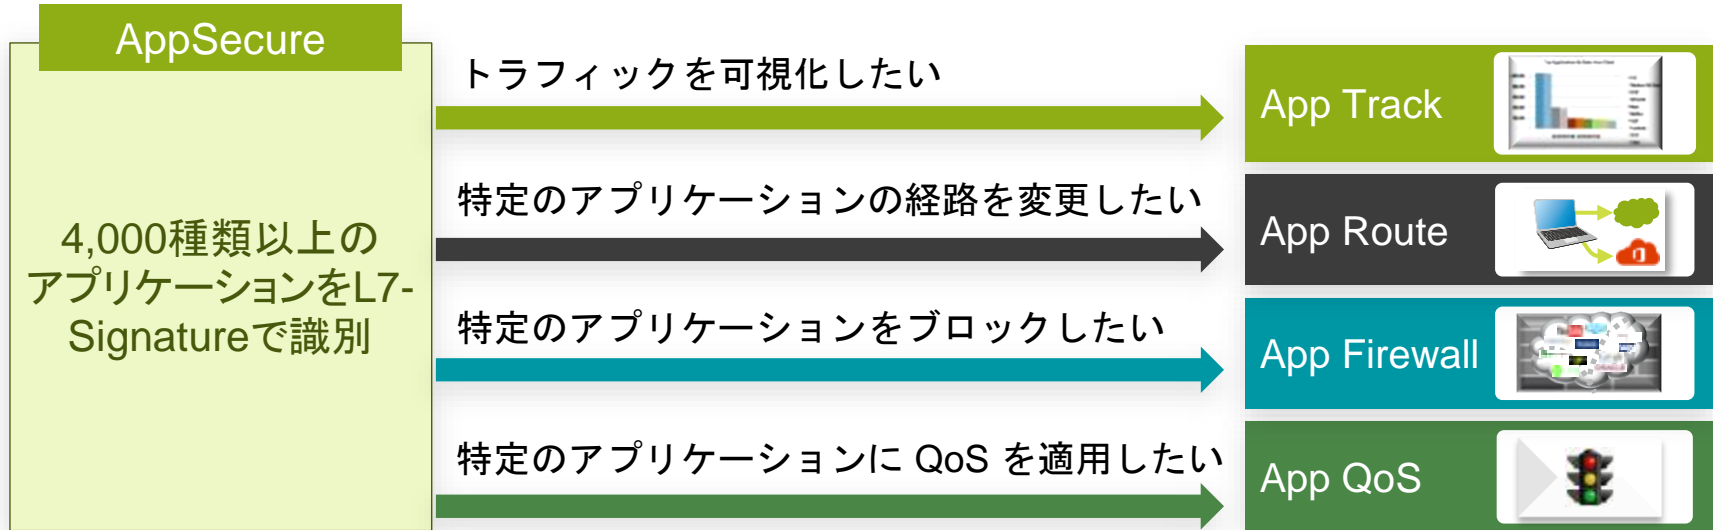 AppSecure
4,000種類以上の
アプリケーションをL7-
Signatureで識別
トラフィックを可視化したい
App Track
特定のアプリケーションの経路を変更したい
App Route
特定のアプリケーションをブロックしたい
App Firewall
特定のアプリケーションに QoS を適用したい
App QoS